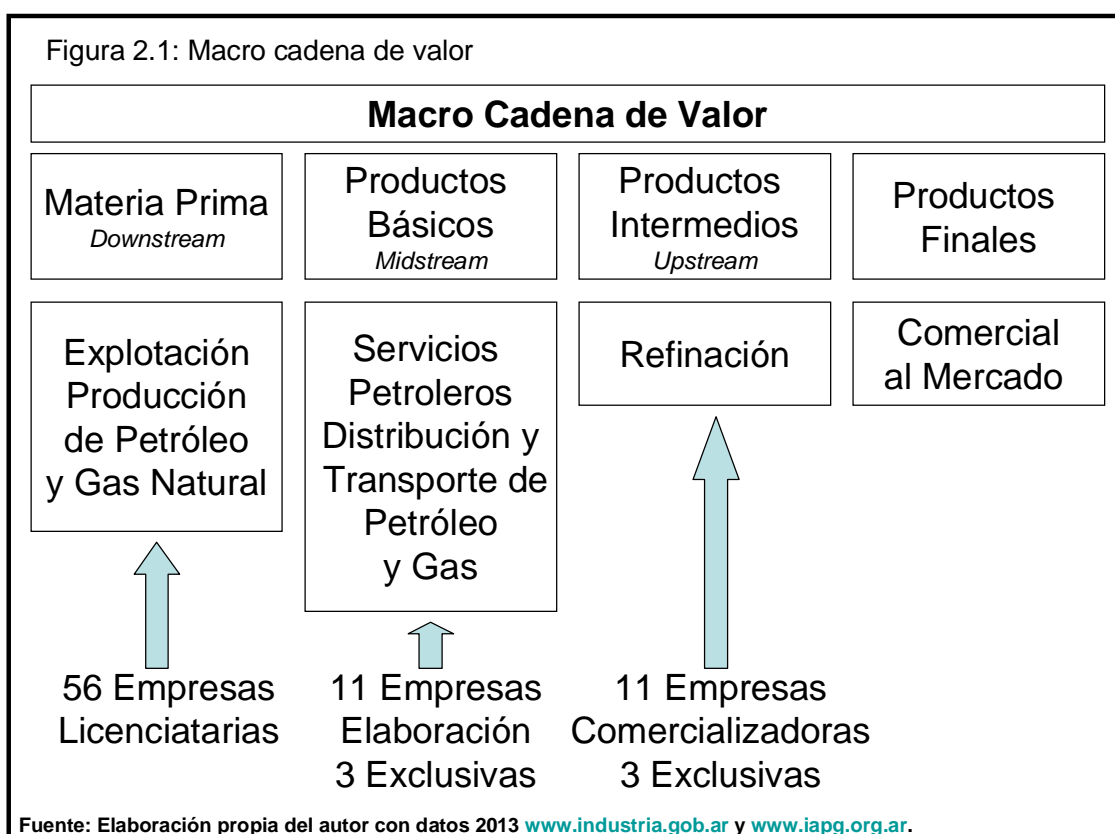 Figura 2.1: Macro cadena de valor
Macro Cadena de Valor
Materia Prima
Downstream
Productos
Básicos
Midstream
Productos
Intermedios
Upstream
Productos
Finales
Explotación
Producción
de Petróleo
y Gas Natural
Servicios
Petroleros
Distribución y
Transporte de
Petróleo
y Gas
Refinación
Comercial
al Mercado
56 Empresas
Licenciatarias
11 Empresas
Elaboración
3 Exclusivas
11 Empresas
Comercializadoras
3 Exclusivas
Fuente: Elaboración propia del autor con datos 2013 www.industria.gob.ar y www.iapg.org.ar.